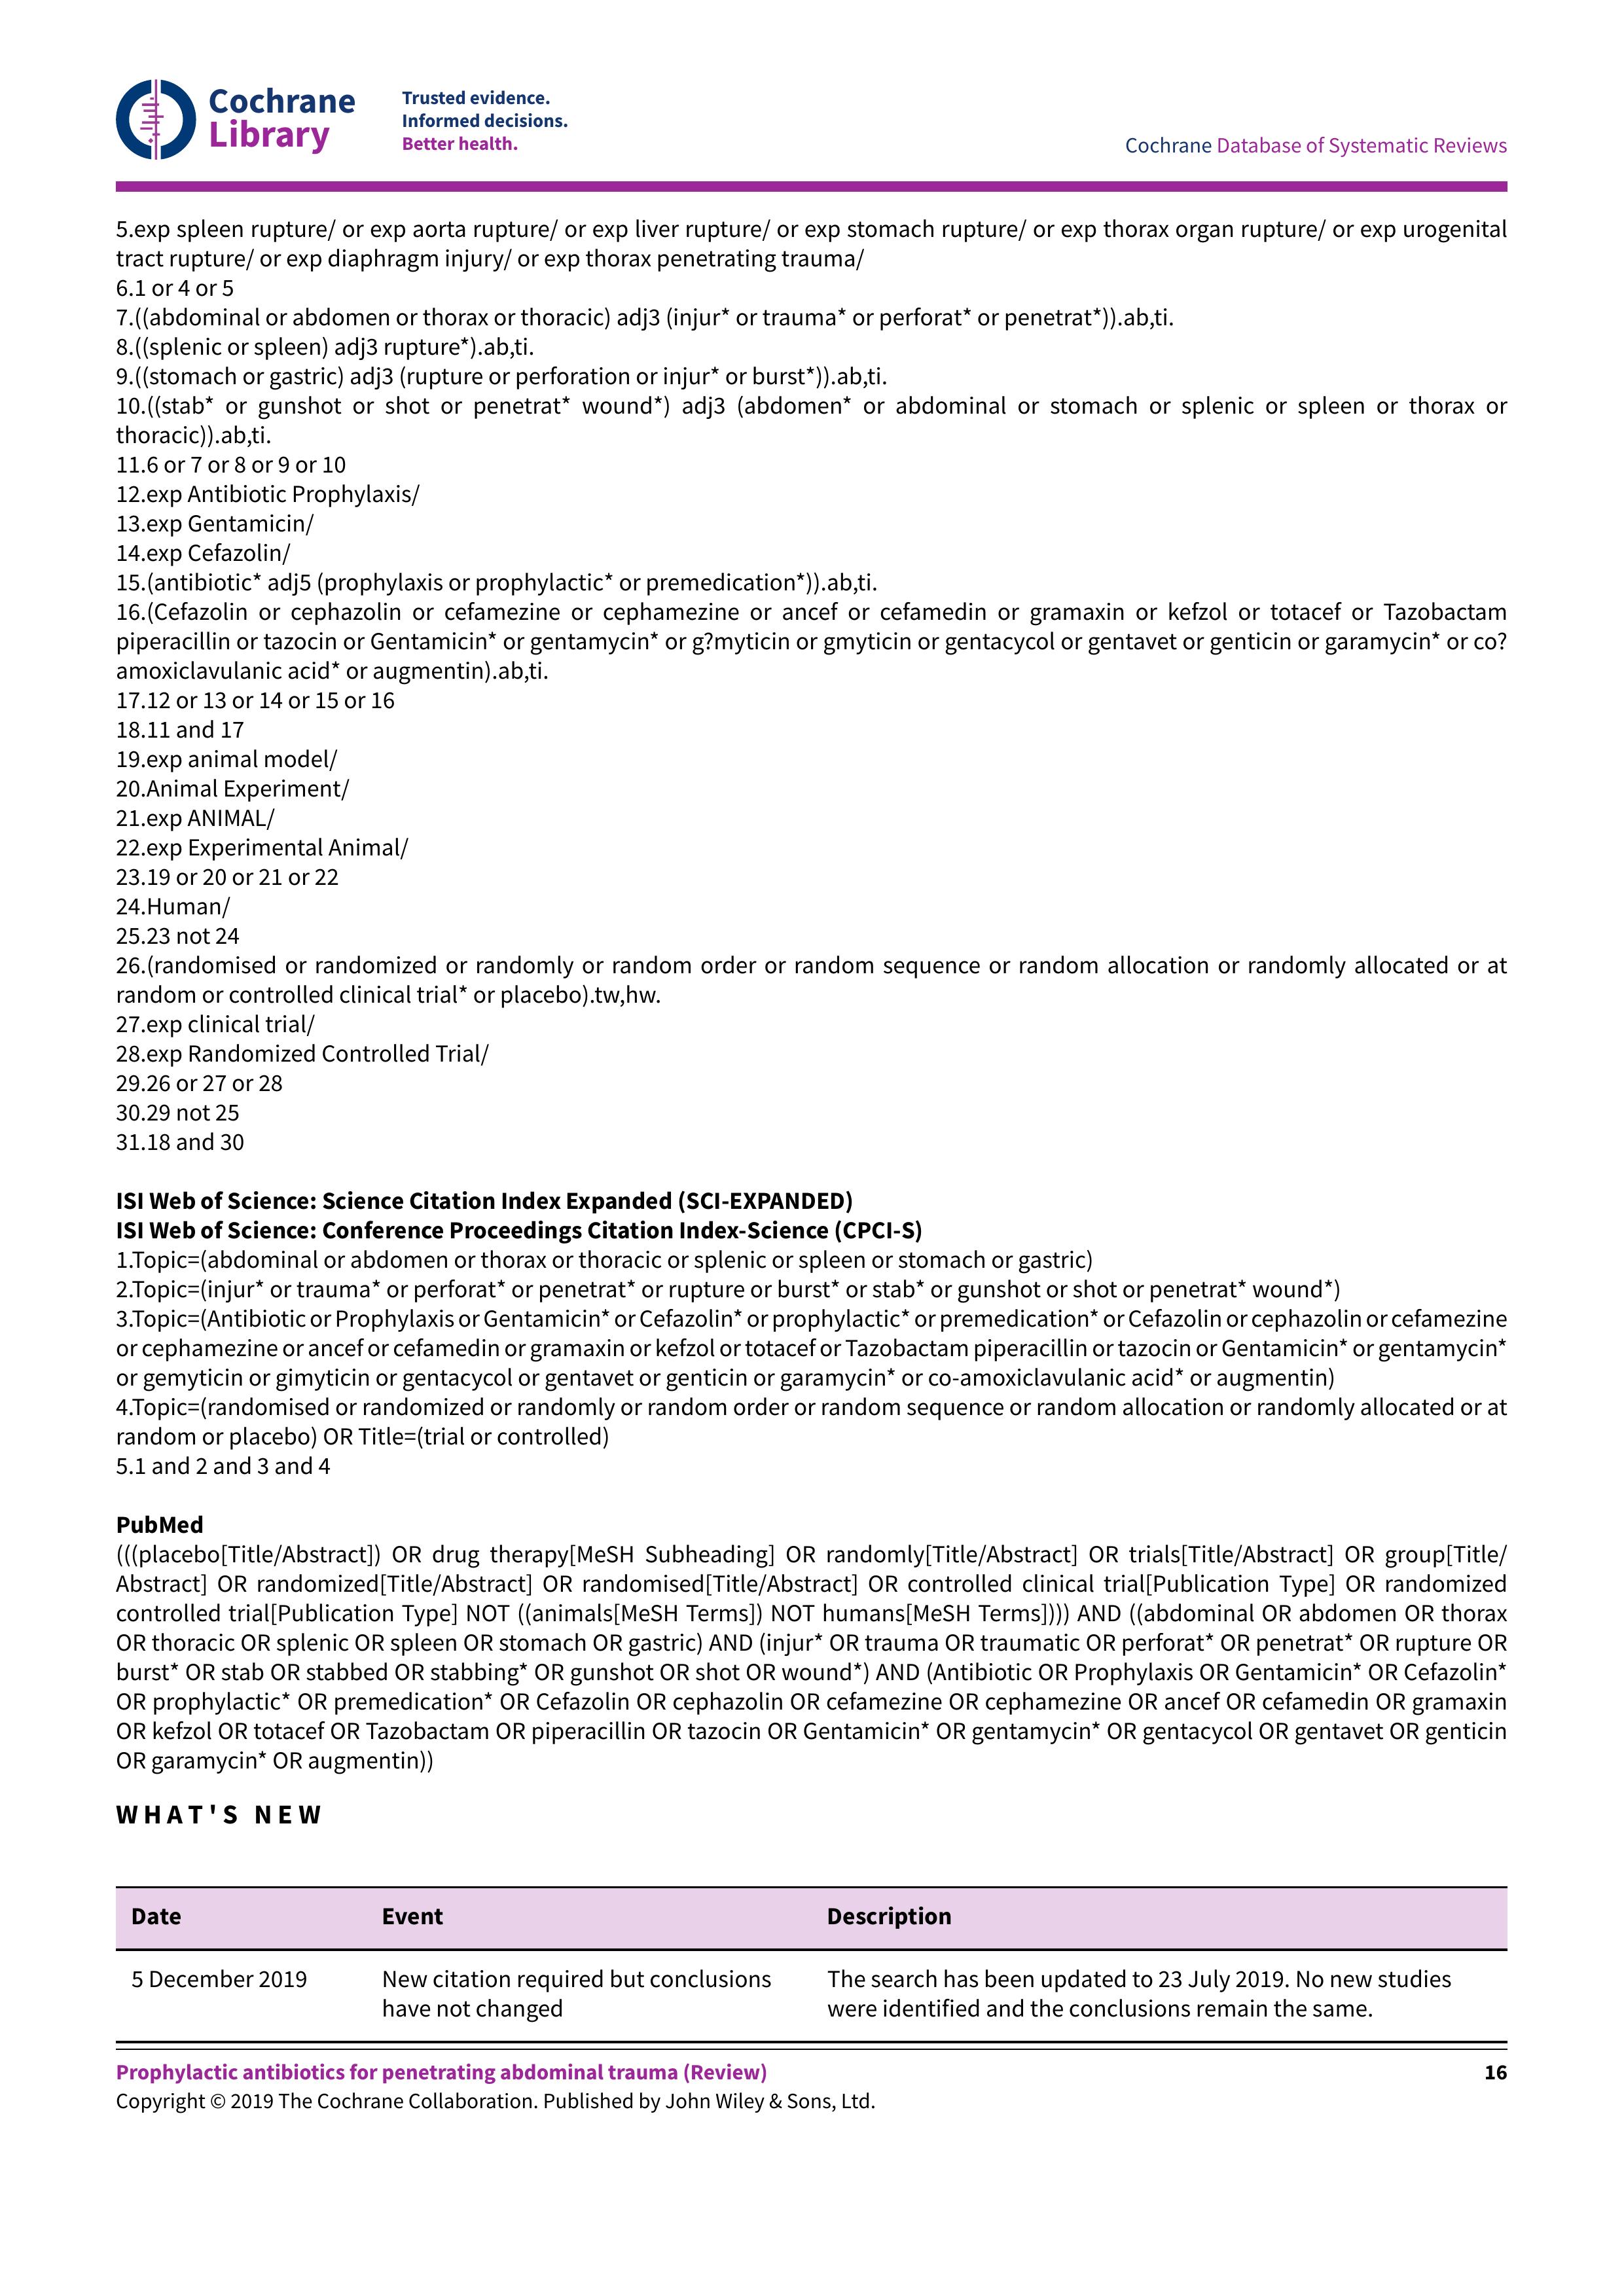 Cochrane
Library
Trusted evidence.
Informed decisions.
Better health.
Cochrane Database of Systematic Reviews
5.exp spleen rupture/ or exp aorta rupture/ or exp liver rupture/ or exp stomach rupture/ or exp thorax organ rupture/ or exp urogenital
tract rupture/ or exp diaphragm injury/ or exp thorax penetrating trauma/
6.1 or 4 or 5
7.((abdominal or abdomen or thorax or thoracic) adj3 (injur* or trauma* or perforat* or penetrat*)).ab,ti.
8.((splenic or spleen) adj3 rupture*).ab,ti.
9.((stomach or gastric) adj3 (rupture or perforation or injur* or burst*)).ab,ti.
10.((stab* or gunshot or shot or penetrat* wound*) adj3 (abdomen* or abdominal or stomach or splenic or spleen or thorax or
thoracic)).ab,ti.
11.6 or 7 or 8 or 9 or 10
12.exp Antibiotic Prophylaxis/
13.exp Gentamicin/
14.exp Cefazolin/
15.(antibiotic* adj5 (prophylaxis or prophylactic* or premedication*)).ab,ti.
16.(Cefazolin or cephazolin or cefamezine or cephamezine or ancef or cefamedin or gramaxin or kefzol or totacef or Tazobactam
piperacillin or tazocin or Gentamicin* or gentamycin* or g?myticin or gmyticin or gentacycol or gentavet or genticin or garamycin* or co?
amoxiclavulanic acid* or augmentin).ab,ti.
17.12 or 13 or 14 or 15 or 16
18.11 and 17
19.exp animal model/
20.Animal Experiment/
21.exp ANIMAL/
22.exp Experimental Animal/
23.19 or 20 or 21 or 22
24.Human/
25.23 not 24
26.(randomised or randomized or randomly or random order or random sequence or random allocation or randomly allocated or at
random or controlled clinical trial* or placebo).tw,hw.
27.exp clinical trial/
28.exp Randomized Controlled Trial/
29.26 or 27 or 28
30.29 not 25
31.18 and 30
ISI Web of Science: Science Citation Index Expanded (SCI-EXPANDED)
ISI Web of Science: Conference Proceedings Citation Index-Science (CPCI-S)
1.Topic=(abdominal or abdomen or thorax or thoracic or splenic or spleen or stomach or gastric)
2.Topic=(injur* or trauma* or perforat* or penetrat* or rupture or burst* or stab* or gunshot or shot or penetrat* wound*)
3.Topic=(Antibiotic or Prophylaxis or Gentamicin* or Cefazolin* or prophylactic* or premedication* or Cefazolin or cephazolin or cefamezine
or cephamezine or ancef or cefamedin or gramaxin or kefzol or totacef or Tazobactam piperacillin or tazocin or Gentamicin* or gentamycin*
or gemyticin or gimyticin or gentacycol or gentavet or genticin or garamycin* or co-amoxiclavulanic acid* or augmentin)
4.Topic=(randomised or randomized or randomly or random order or random sequence or random allocation or randomly allocated or at
random or placebo) OR Title=(trial or controlled)
5.1 and 2 and 3 and 4
PubMed
(((placebo[Title/Abstract]) OR drug therapy[MeSH Subheading] OR randomly[Title/Abstract] OR trials[Title/Abstract] OR group[Title/
Abstract] OR randomized[Title/Abstract] OR randomised[Title/Abstract] OR controlled clinical trial[Publication Type] OR randomized
controlled trial[Publication Type] NOT ((animals[MeSH Terms]) NOT humans[MeSH Terms]))) AND ((abdominal OR abdomen OR thorax
OR thoracic OR splenic OR spleen OR stomach OR gastric) AND (injur* OR trauma OR traumatic OR perforat* OR penetrat* OR rupture OR
burst* OR stab OR stabbed OR stabbing* OR gunshot OR shot OR wound*) AND (Antibiotic OR Prophylaxis OR Gentamicin* OR Cefazolin*
OR prophylactic* OR premedication* OR Cefazolin OR cephazolin OR cefamezine OR cephamezine OR ancef OR cefamedin OR gramaxin
OR kefzol OR totacef OR Tazobactam OR piperacillin OR tazocin OR Gentamicin* OR gentamycin* OR gentacycol OR gentavet OR genticin
OR garamycin* OR augmentin))
WHAT'S NEW
Date Event Description
5 December 2019 New citation required but conclusions The search has been updated to 23 July 2019. No new studies
have not changed were identified and the conclusions remain the same.
Prophylactic antibiotics for penetrating abdominal trauma (Review) 16
Copyright © 2019 The Cochrane Collaboration. Published by John Wiley & Sons, Ltd.